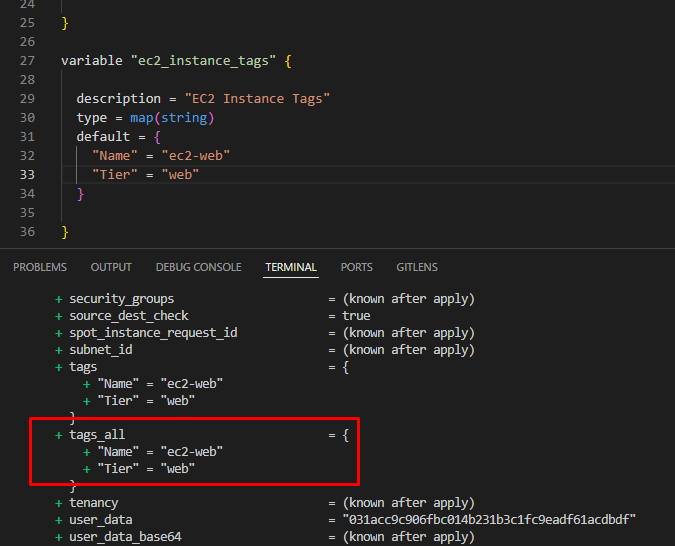 24
25 }
26
27 variable "ec2_instance_tags" {
28
29 description = "EC2 Instance Tags"
30 type = map(string)
31 default = {
32 "Name" = "ec2-web"
33 "Tier" = "web"
34 }
35
36 }
PROBLEMS OUTPUT DEBUG CONSOLE TERMINAL PORTS GITLENS
+ security_groups = (known after apply)
+ source_dest_check = true
+ spot_instance_request_id = (known after apply)
+ subnet_id = (known after apply)
+ tags = {
+ "Name" = "ec2-web"
+ "Tier" = "web"
}
+ tags_all = {
+ "Name" = "ec2-web"
+ "Tier" = "web"
}
+ tenancy = (known after apply)
+ user_data = "031acc9c906fbc014b231b3c1fc9eadf61acdbdf"
+ user_data_base64 = (known after apply)